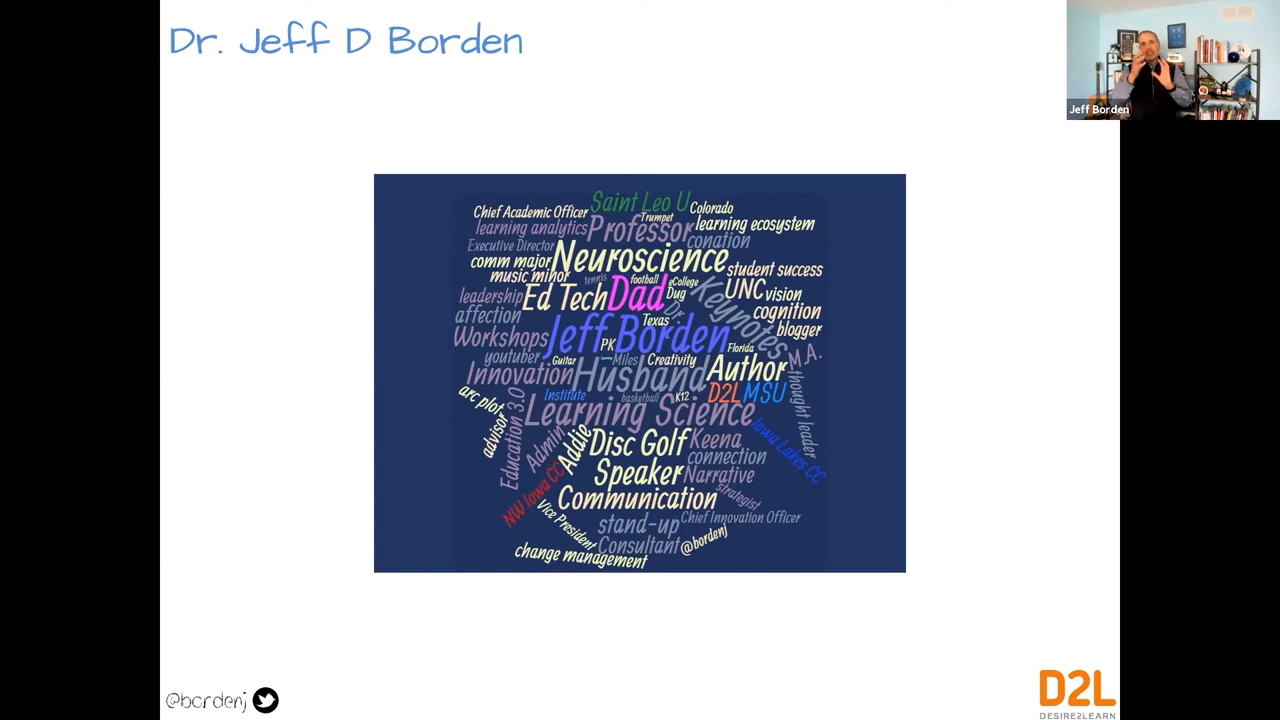 Dr. Jeff D Borden
Jeff Borden
Saint Leo U
Chief Academic Officer
Trumpet
Colorado
learning analytics
Professor
learning ecosystem
Executive Director
conation
comm major
Neuroscience
music minor
tennis
football
eCollege
student success
leadership
Ed Tech
Dad
Dug
Keynotes
UNC
vision
affection
Dr.
cognition
Workshops
Jeff Borden
Texas
PK
blogger
youtuber
Guitar
Learning
Miles
Creativity
Florida
M.A.
Innovation
Husband
Author
thought leader
arc plot
Institute
basketball
K12
D2L
MSU
advisor
Education 3.0
Learning Science
Iowa Lakes CC
Admin
Addie
Disc Golf
Keena
connection
NW Iowa CC
Speaker
Narrative
strategist
Communication
Vice President
stand-up
Chief Innovation Officer
Consultant
@bordenj
change management
@bordenj
D2L
DESIRE2LEARN